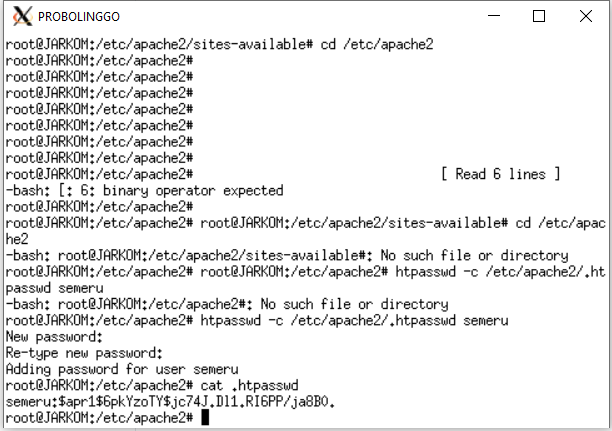 PROBOLINGGO
root@JARKOM:/etc/apache2/sites-available# cd /etc/apache2
root@JARKOM:/etc/apache2#
root@JARKOM:/etc/apache2#
root@JARKOM:/etc/apache2#
root@JARKOM:/etc/apache2#
root@JARKOM:/etc/apache2#
root@JARKOM:/etc/apache2#
root@JARKOM:/etc/apache2#
root@JARKOM:/etc/apache2# [ Read 6 lines ]
-bash: [: 6: binary operator expected
root@JARKOM:/etc/apache2#
root@JARKOM:/etc/apache2# root@JARKOM:/etc/apache2/sites-available# cd /etc/apac
he2
-bash: root@JARKOM:/etc/apache2/sites-available#: No such file or directory
root@JARKOM:/etc/apache2# root@JARKOM:/etc/apache2# htpasswd -c /etc/apache2/.ht
passwd semeru
-bash: root@JARKOM:/etc/apache2#: No such file or directory
root@JARKOM:/etc/apache2# htpasswd -c /etc/apache2/.htpasswd semeru
New password:
Re-type new password:
Adding password for user semeru
root@JARKOM:/etc/apache2# cat .htpasswd
semeru:$apr1$6pkYzoTY$jc74J.Dl1.RI6PP/ja8B0.
root@JARKOM:/etc/apache2#